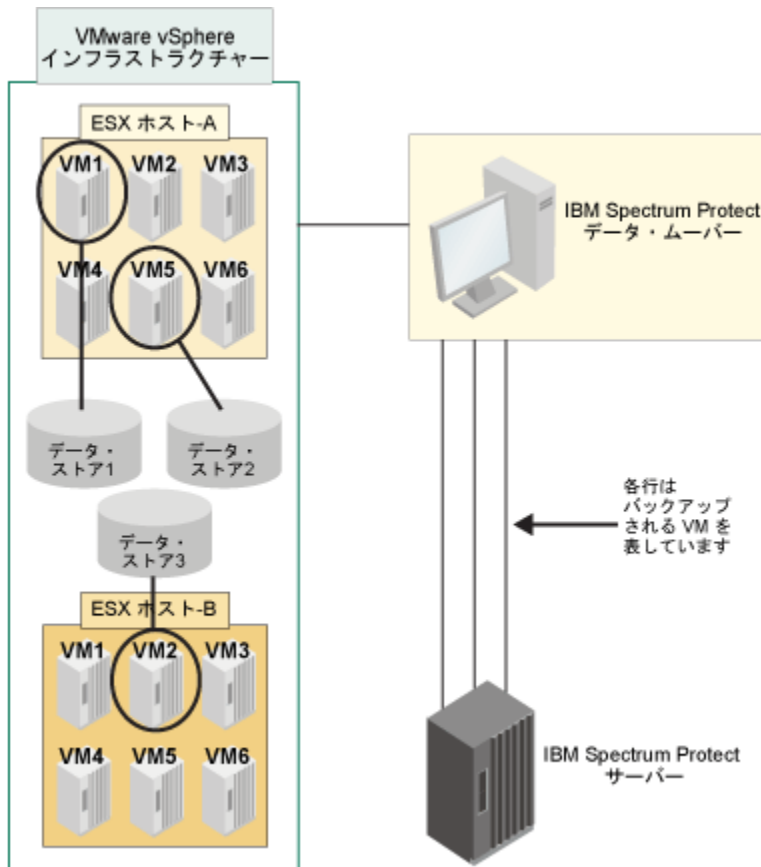 VMware vSphere
インフラストラクチャー
ESX ホスト-A
VM1 VM2 VM3
VM4 VM5 VM6
データ・
ストア1
データ・
ストア2
データ・
ストア3
ESX ホスト-B
VM1 VM2 VM3
VM4 VM5 VM6
IBM Spectrum Protect
データ・ムーバー
各行は
バックアップ
される VM を
表しています
IBM Spectrum Protect
サーバー